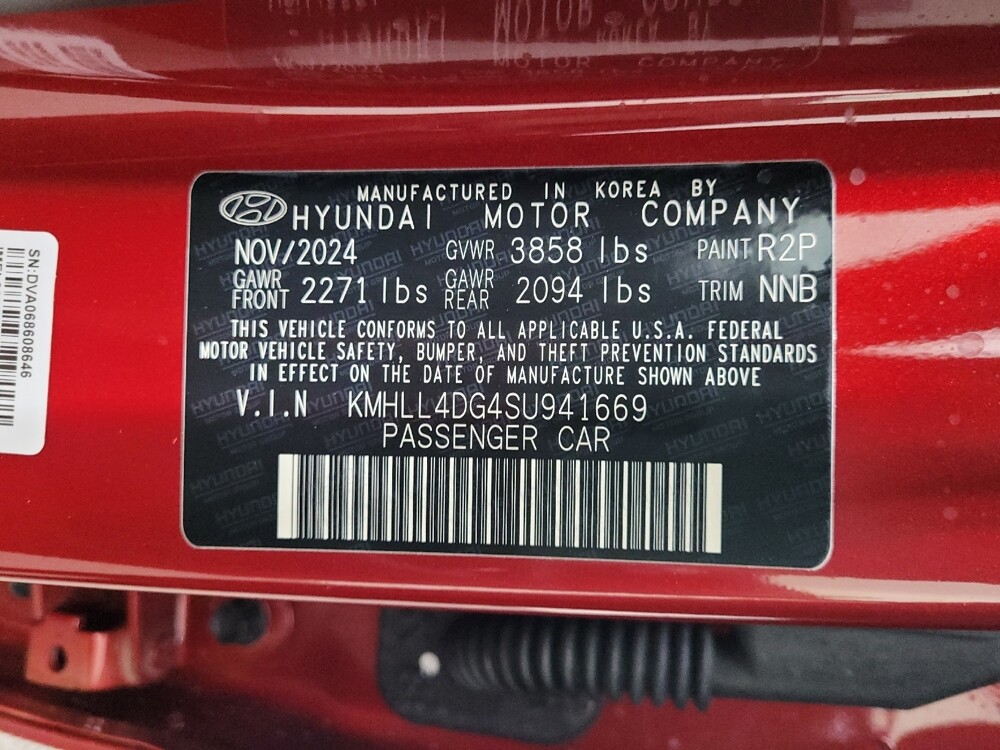 MANUFACTURED IN KOREA BY
HYUNDAI MOTOR COMPANY
NOV/2024 GVWR 3858 lbs PAINT R2P
GAWR FRONT 2271 lbs GAWR REAR 2094 lbs TRIM NNB
THIS VEHICLE CONFORMS TO ALL APPLICABLE U.S.A. FEDERAL
MOTOR VEHICLE SAFETY, BUMPER, AND THEFT PREVENTION STANDARDS
IN EFFECT ON THE DATE OF MANUFACTURE SHOWN ABOVE
V.I.N KMHLL4DG4SU941669
PASSENGER CAR
SN:DVA068608646